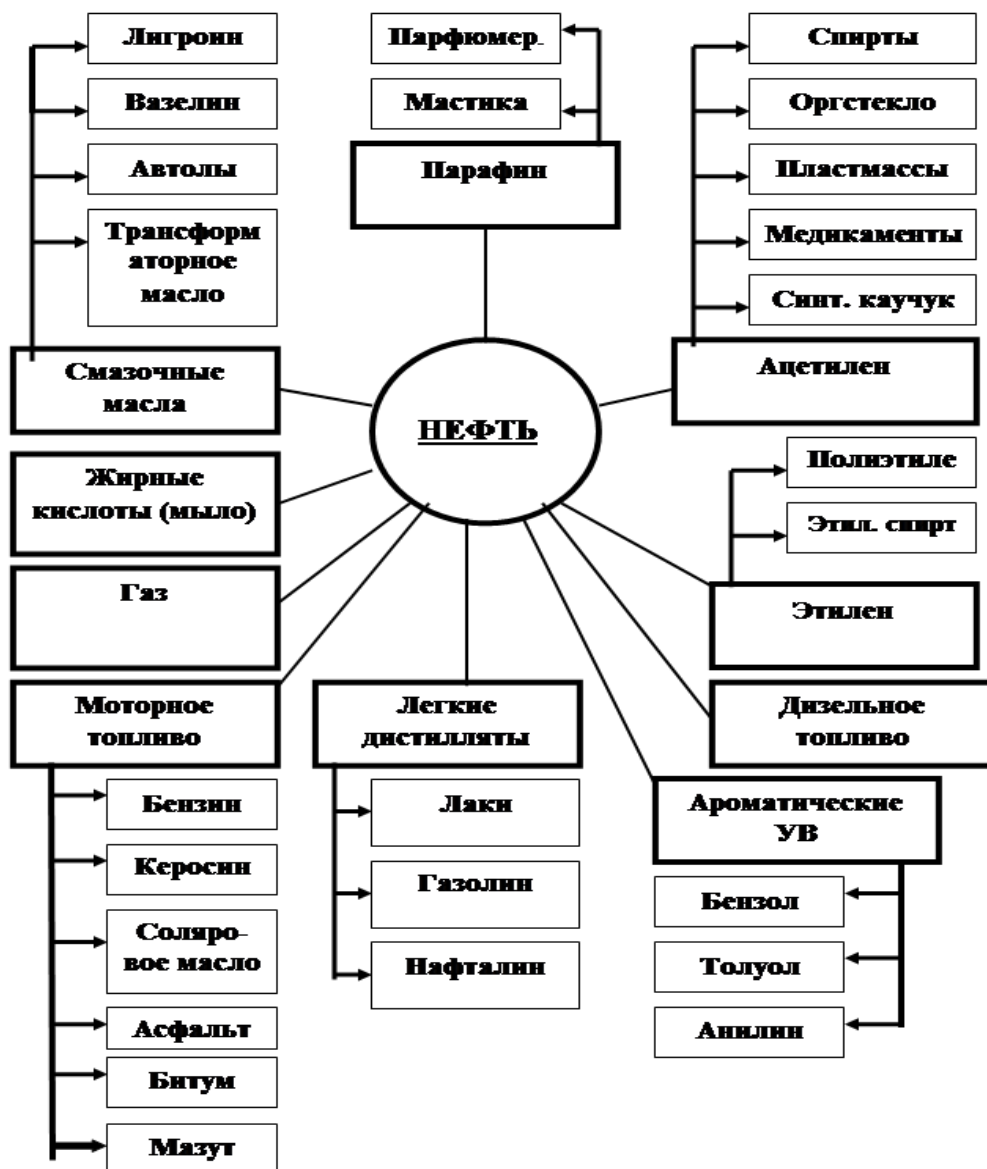 Лигроин
Вазелин
Автолы
Трансформ
аторное
масло
Смазочные
масла
Парфюмер.
Мастика
Парафин
Спирты
Оргстекло
Пластмассы
Медикаменты
Синт. каучук
Ацетилен
НЕФТЬ
Жирные
кислоты (мыло)
Газ
Полиэтиле
Этил. спирт
Этилен
Моторное
топливо
Легкие
дистилляты
Дизельное
топливо
Бензин
Керосин
Соляро-
вое масло
Асфальт
Битум
Мазут
Лаки
Газолин
Нафталин
Ароматические
УВ
Бензол
Толуол
Анилин